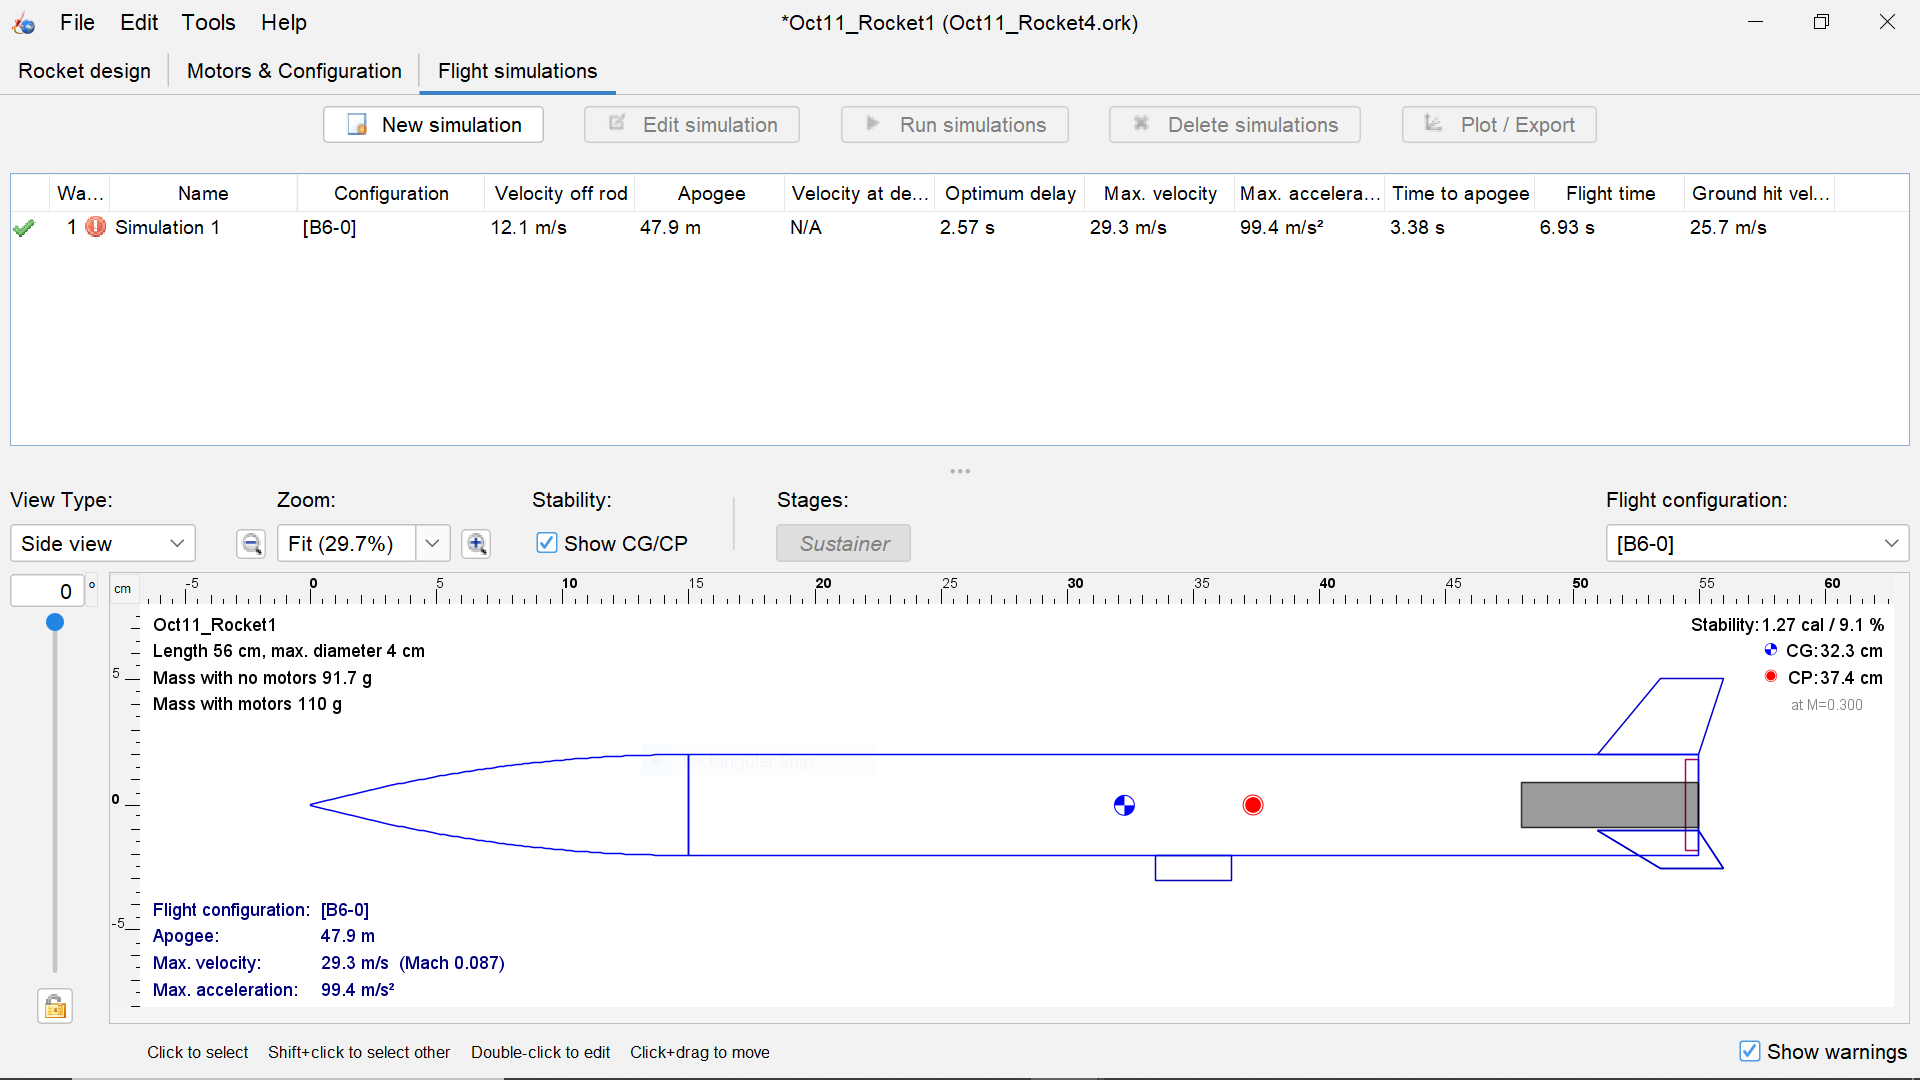 File Edit Tools Help *Oct11_Rocket1 (Oct11_Rocket4.ork)
Rocket design Motors & Configuration Flight simulations
New simulation Edit simulation Run simulations Delete simulations Plot / Export
Wa... Name Configuration Velocity off rod Apogee Velocity at de... Optimum delay Max. velocity Max. accelera... Time to apogee Flight time Ground hit vel...
1 Simulation 1 [B6-0] 12.1 m/s 47.9 m N/A 2.57 s 29.3 m/s 99.4 m/s² 3.38 s 6.93 s 25.7 m/s
View Type: Zoom: Stability: Stages: Flight configuration:
Side view Fit (29.7%) Show CG/CP Sustainer [B6-0]
0 °
cm -5 0 5 10 15 20 25 30 35 40 45 50 55 60
Oct11_Rocket1 Stability:1.27 cal / 9.1 %
Length 56 cm, max. diameter 4 cm CG:32.3 cm
Mass with no motors 91.7 g CP:37.4 cm
Mass with motors 110 g at M=0.300
5
Rectangular Ship
0
-5
Flight configuration: [B6-0]
Apogee: 47.9 m
Max. velocity: 29.3 m/s (Mach 0.087)
Max. acceleration: 99.4 m/s²
Click to select Shift+click to select other Double-click to edit Click+drag to move Show warnings